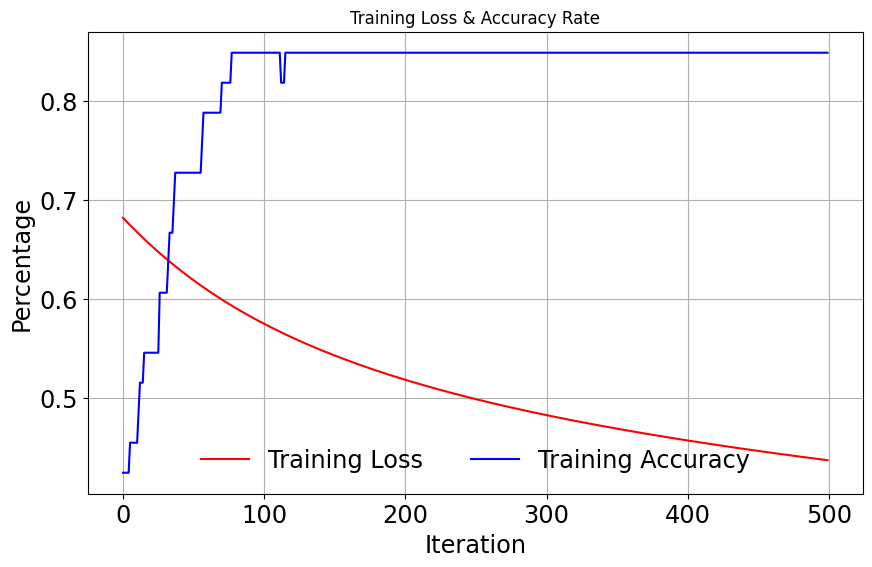 Training Loss & Accuracy Rate
Percentage
0.8
0.7
0.6
0.5
Training Loss
Training Accuracy
0 100 200 300 400 500
Iteration